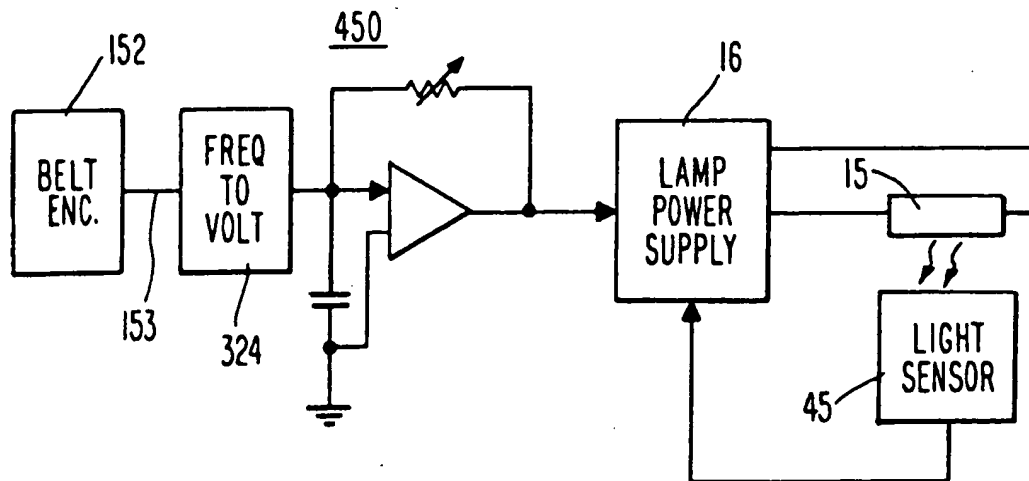 450
152
BELT
ENC.
153
FREQ
TO
VOLT
324
16
LAMP
POWER
SUPPLY
15
LIGHT
SENSOR
45